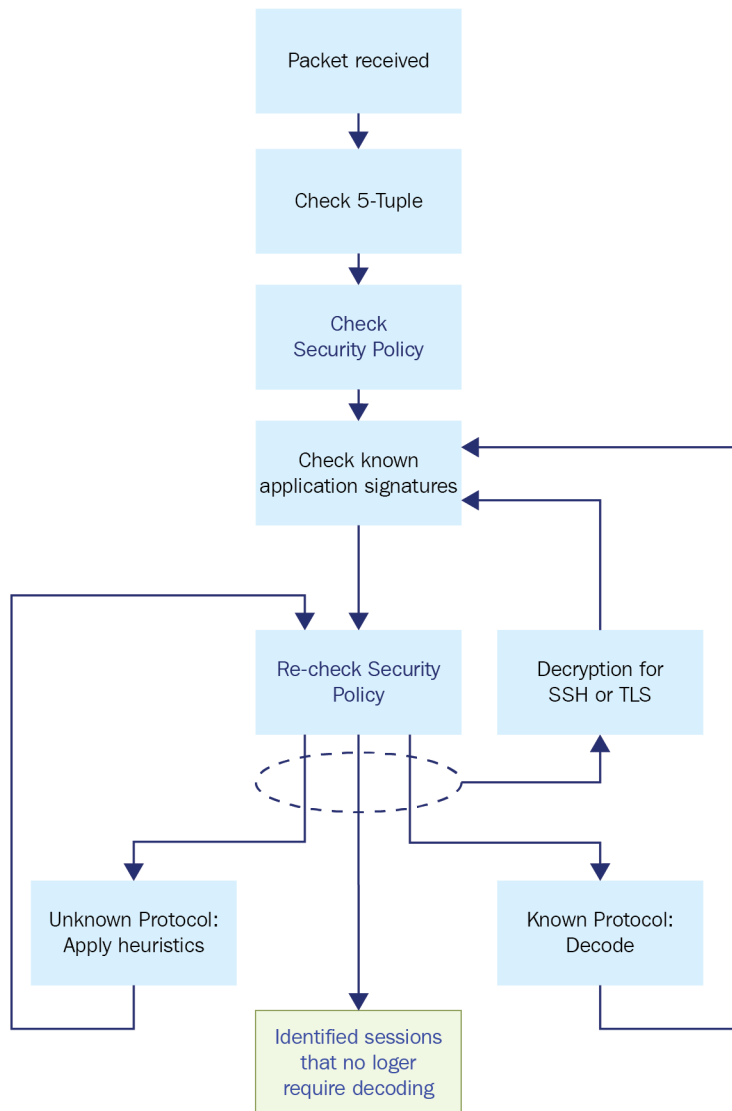 Packet received
Check 5-Tuple
Check
Security Policy
Check known
application signatures
Re-check Security
Policy
Decryption for
SSH or TLS
Unknown Protocol:
Apply heuristics
Known Protocol:
Decode
Identified sessions
that no loger
require decoding